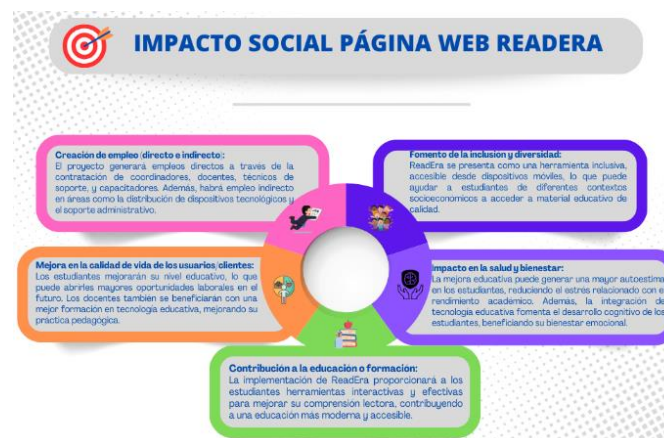 IMPACTO SOCIAL PÁGINA WEB READERA
Creación de empleo (directo e indirecto):
El proyecto generará empleos directos a través de la
contratación de coordinadores, docentes, técnicos de
soporte, y capacitadores. Además, habrá empleo indirecto
en áreas como la distribución de dispositivos tecnológicos y
el soporte administrativo.
Fomento de la inclusión y diversidad:
ReadEra se presenta como una herramienta inclusiva,
accesible desde dispositivos móviles, lo que puede
ayudar a estudiantes de diferentes contextos
socioeconomicos a acceder a material educativo de
calidad.
Mejora en la calidad de vida de los usuarios/clientes:
Los estudiantes mejorarán su nivel educativo, lo que
puede abrirles mayores oportunidades laborales en el
futuro. Los docentes también se beneficiarán con una
mejor formación en tecnología educativa, mejorando su
práctica pedagógica.
Impacto en la salud y bienestar:
La mejora educativa puede generar una mayor autoestima
en los estudiantes, reduciendo el estrés relacionado con el
rendimiento académico. Además, la integración de
tecnología educativa fomenta el desarrollo cognitivo de los
estudiantes, beneficiando su bienestar emocional.
Contribución a la educación o formación:
La implementación de ReadEra proporcionará a los
estudiantes herramientas interactivas y efectivas
para mejorar su comprensión lectora, contribuyendo
a una educación más moderna y accesible.